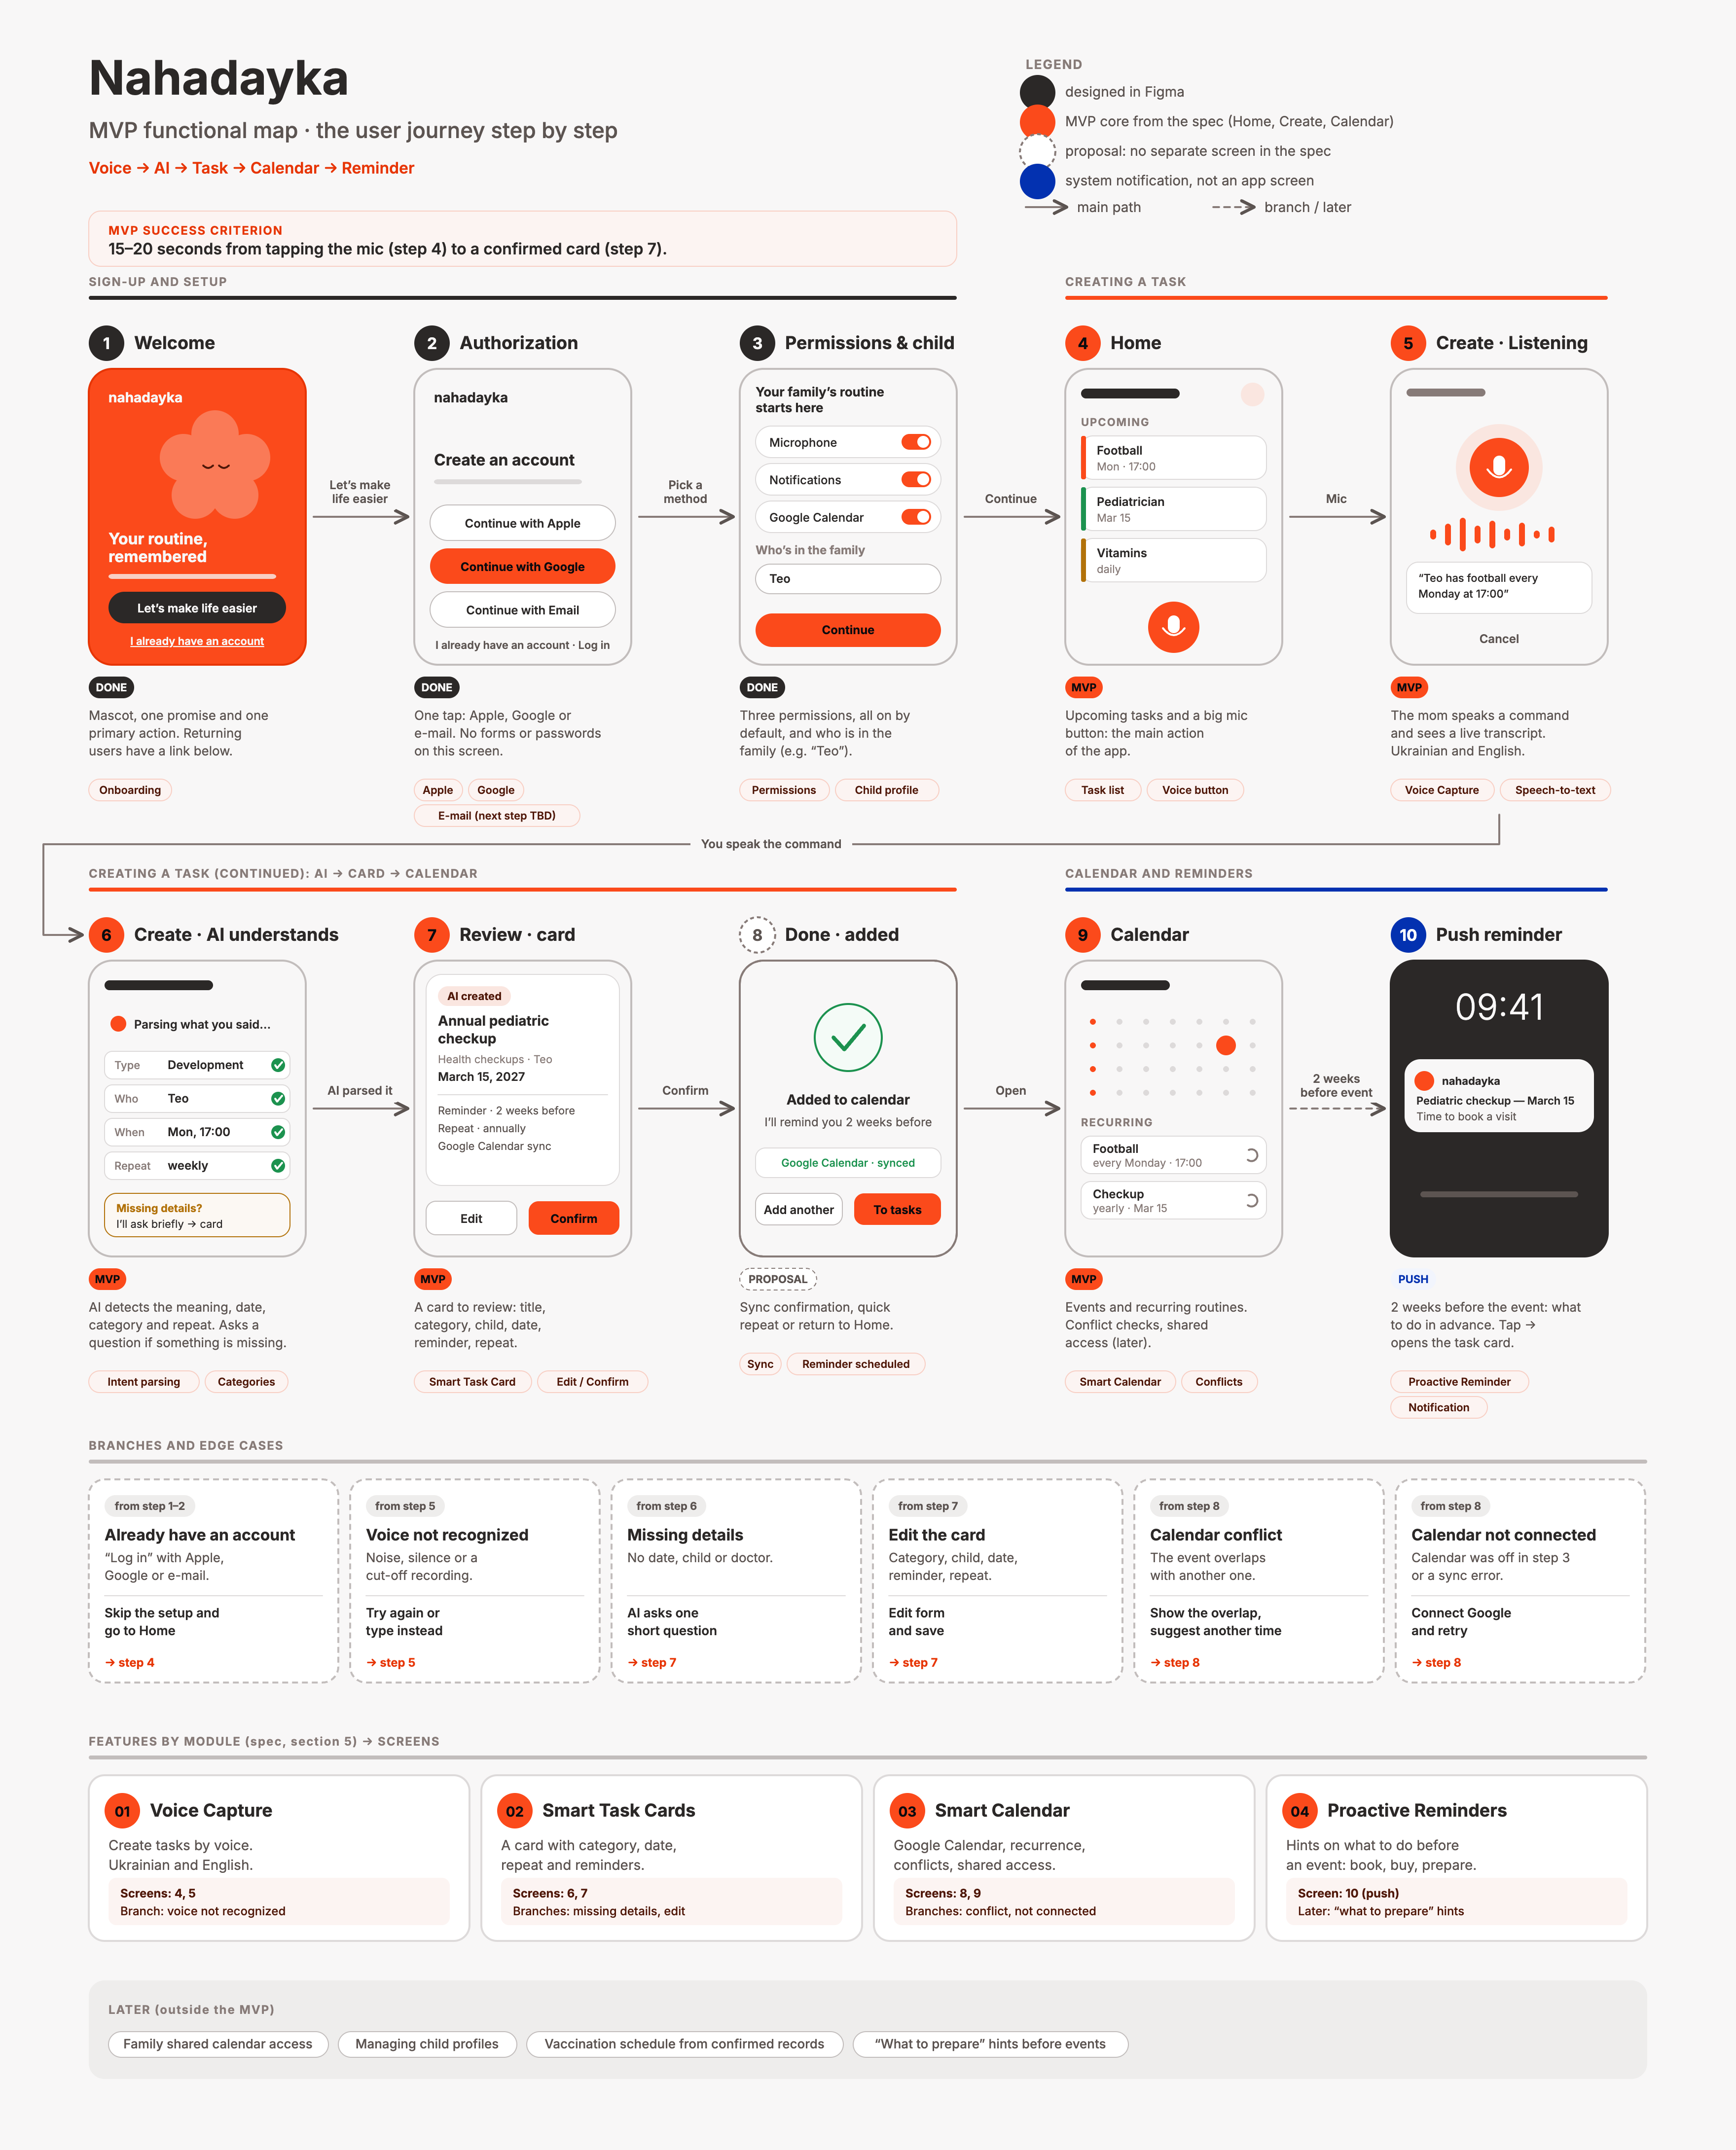 Nahadayka
MVP functional map · the user journey step by step
Voice → AI → Task → Calendar → Reminder
LEGEND
designed in Figma
MVP core from the spec (Home, Create, Calendar)
proposal: no separate screen in the spec
system notification, not an app screen
main path
branch / later
MVP SUCCESS CRITERION
15–20 seconds from tapping the mic (step 4) to a confirmed card (step 7).
SIGN-UP AND SETUP
CREATING A TASK
1 Welcome
nahadayka
Your routine,
remembered
Let's make life easier
I already have an account
DONE
Mascot, one promise and one
primary action. Returning
users have a link below.
Onboarding
Let's make
life easier
2 Authorization
nahadayka
Create an account
Continue with Apple
Continue with Google
Continue with Email
I already have an account · Log in
DONE
One tap: Apple, Google or
e-mail. No forms or passwords
on this screen.
Apple
Google
E-mail (next step TBD)
Pick a
method
3 Permissions & child
Your family’s routine
starts here
Microphone
Notifications
Google Calendar
Who’s in the family
Teo
Continue
DONE
Three permissions, all on by
default, and who is in the
family (e.g. “Teo”).
Permissions
Child profile
Continue
4 Home
UPCOMING
Football
Mon · 17:00
Pediatrician
Mar 15
Vitamins
daily
MVP
Upcoming tasks and a big mic
button: the main action
of the app.
Task list
Voice button
Mic
5 Create · Listening
“Teo has football every
Monday at 17:00”
Cancel
MVP
The mom speaks a command
and sees a live transcript.
Ukrainian and English.
Voice Capture
Speech-to-text
You speak the command
CREATING A TASK (CONTINUED): AI → CARD → CALENDAR
CALENDAR AND REMINDERS
6 Create · AI understands
Parsing what you said…
Type Development
Who Teo
When Mon, 17:00
Repeat weekly
Missing details?
I’ll ask briefly → card
MVP
AI detects the meaning, date,
category and repeat. Asks a
question if something is missing.
Intent parsing
Categories
AI parsed it
7 Review · card
AI created
Annual pediatric
checkup
Health checkups · Teo
March 15, 2027
Reminder · 2 weeks before
Repeat · annually
Google Calendar sync
Edit
Confirm
MVP
A card to review: title,
category, child, date,
reminder, repeat.
Smart Task Card
Edit / Confirm
Confirm
8 Done · added
Added to calendar
I’ll remind you 2 weeks before
Google Calendar · synced
Add another
To tasks
PROPOSAL
Sync confirmation, quick
repeat or return to Home.
Sync
Reminder scheduled
Open
9 Calendar
RECURRING
Football
every Monday · 17:00
Checkup
yearly · Mar 15
MVP
Events and recurring routines.
Conflict checks, shared
access (later).
Smart Calendar
Conflicts
2 weeks
before event
10 Push reminder
09:41
nahadayka
Pediatric checkup — March 15
Time to book a visit
PUSH
2 weeks before the event: what
to do in advance. Tap →
opens the task card.
Proactive Reminder
Notification
BRANCHES AND EDGE CASES
from step 1–2
Already have an account
“Log in” with Apple,
Google or e-mail.
Skip the setup and
go to Home
→ step 4
from step 5
Voice not recognized
Noise, silence or a
cut-off recording.
Try again or
type instead
→ step 5
from step 6
Missing details
No date, child or doctor.
AI asks one
short question
→ step 7
from step 7
Edit the card
Category, child, date,
reminder, repeat.
Edit form
and save
→ step 7
from step 8
Calendar conflict
The event overlaps
with another one.
Show the overlap,
suggest another time
→ step 8
from step 8
Calendar not connected
Calendar was off in step 3
or a sync error.
Connect Google
and retry
→ step 8
FEATURES BY MODULE (spec, section 5) → SCREENS
01 Voice Capture
Create tasks by voice.
Ukrainian and English.
Screens: 4, 5
Branch: voice not recognized
02 Smart Task Cards
A card with category, date,
repeat and reminders.
Screens: 6, 7
Branches: missing details, edit
03 Smart Calendar
Google Calendar, recurrence,
conflicts, shared access.
Screens: 8, 9
Branches: conflict, not connected
04 Proactive Reminders
Hints on what to do before
an event: book, buy, prepare.
Screen: 10 (push)
Later: “what to prepare” hints
LATER (outside the MVP)
Family shared calendar access
Managing child profiles
Vaccination schedule from confirmed records
“What to prepare” hints before events